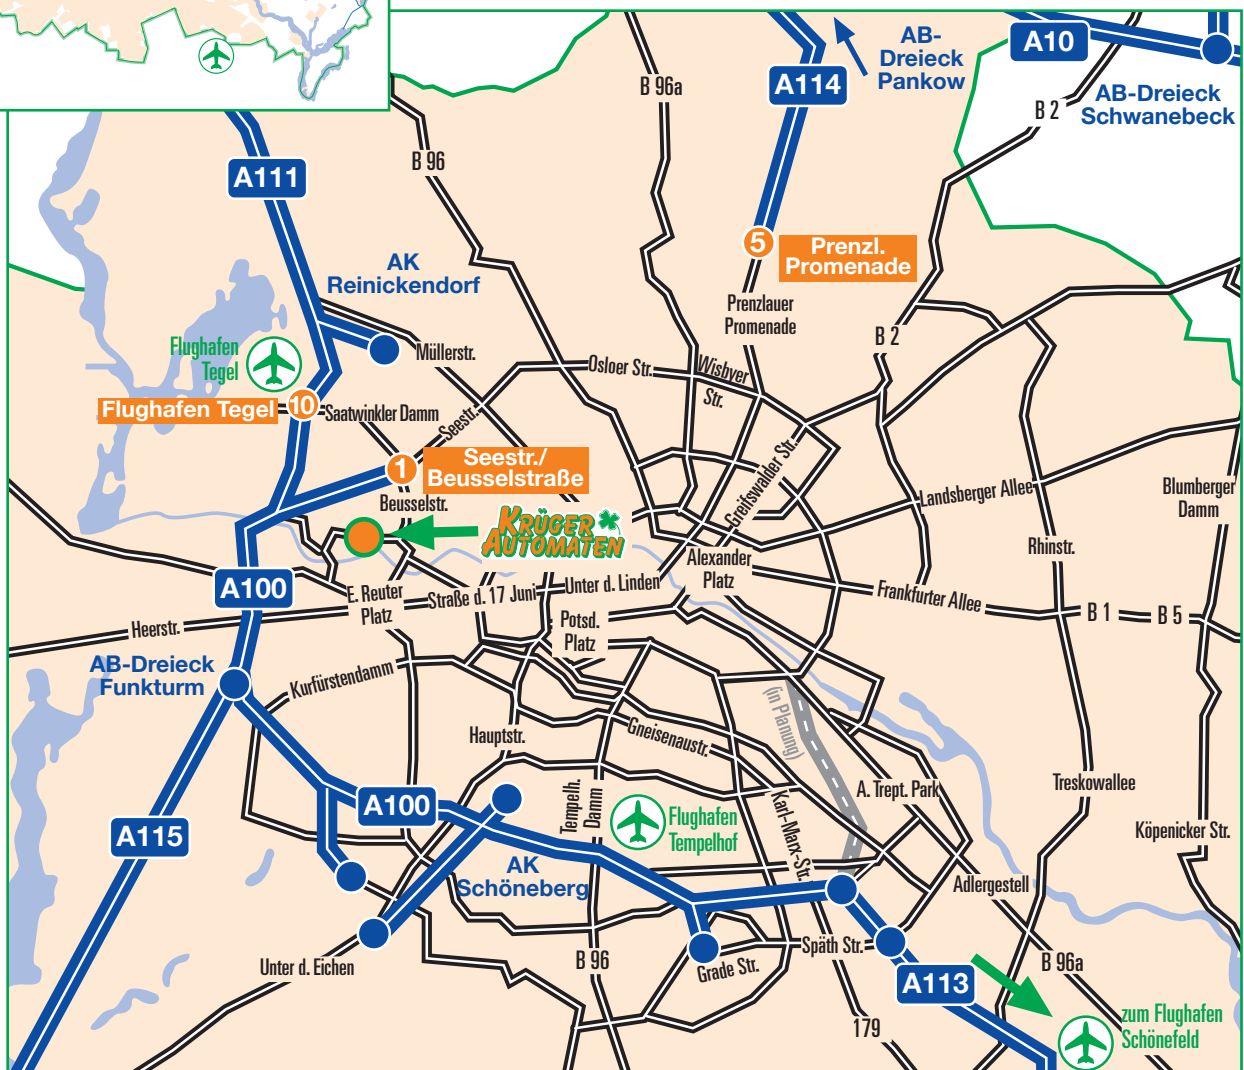 A10
AB-
Dreieck
Pankow
B 96a
A114
AB-Dreieck
Schwanebeck
B 2
B 96
A111
5
Prenzl.
Promenade
AK
Reinickendorf
Prenzlauer
Promenade
B 2
Flughafen
Tegel
Müllerstr.
Osloer Str.
Wisbyer
Str.
Flughafen Tegel
10
Saatwinkler Damm
Seestr.
Greifswalder Str.
1
Seestr./
Beusselstraße
Beusselstr.
Landsberger Allee
Blumberger
Damm
KRÜGER
AUTOMATEN
Rhinstr.
Alexander
Platz
A100
E. Reuter
Platz
Straße d. 17 Juni
Unter d. Linden
Frankfurter Allee
B 1
B 5
Heerstr.
Potsd.
Platz
AB-Dreieck
Funkturm
Kurfürstendamm
(in Planung)
Hauptstr.
Gneisenaustr.
A100
Tempelh.
Damm
Flughafen
Tempelhof
Karl-Marx-Str.
A. Trept. Park
Treskowallee
A115
Köpenicker Str.
AK
Schöneberg
Adlergestell
Unter d. Eichen
B 96
Grade Str.
Späth Str.
B 96a
A113
179
zum Flughafen
Schönefeld